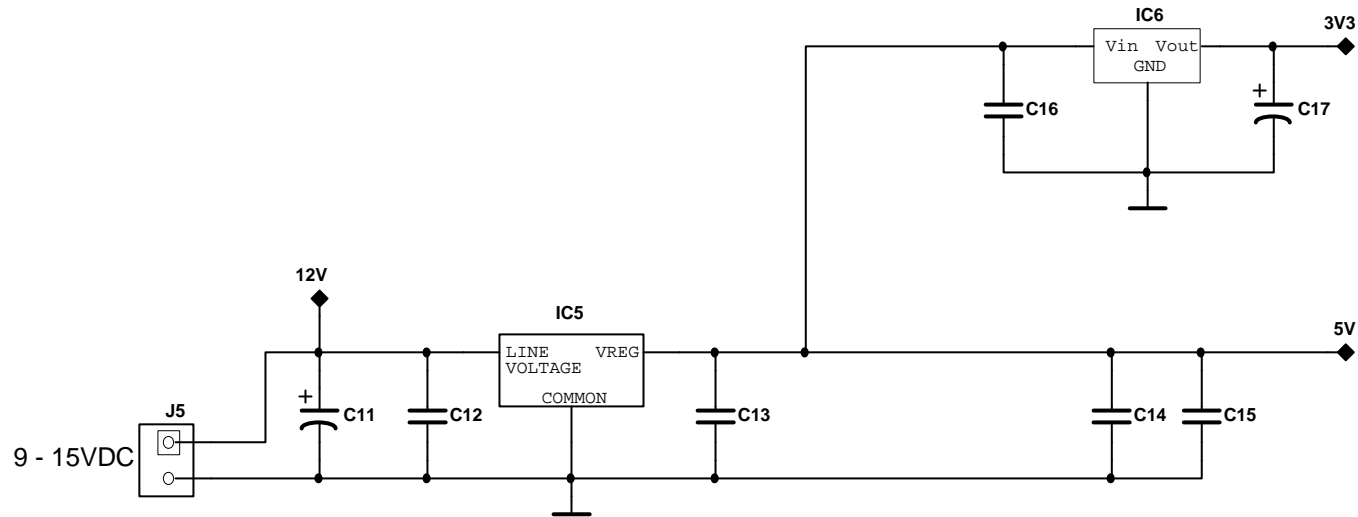 IC6
3V3
Vin Vout
GND
+
C16
C17
12V
IC5
5V
LINE VREG
VOLTAGE
COMMON
+
J5
C11
C12
C13
C14
C15
9 - 15VDC